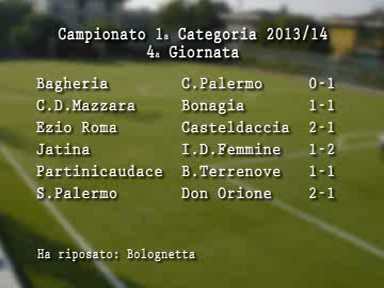 Campionato 1a Categoria 2013/14
4a Giornata
Bagheria C.Palermo 0-1
C.D.Mazzara Bonagia 1-1
Ezio Roma Casteldaccia 2-1
Jatina I.D.Femmine 1-2
Partinicaudace B.Terrenove 1-1
S.Palermo Don Orione 2-1
Ha riposato: Bolognetta